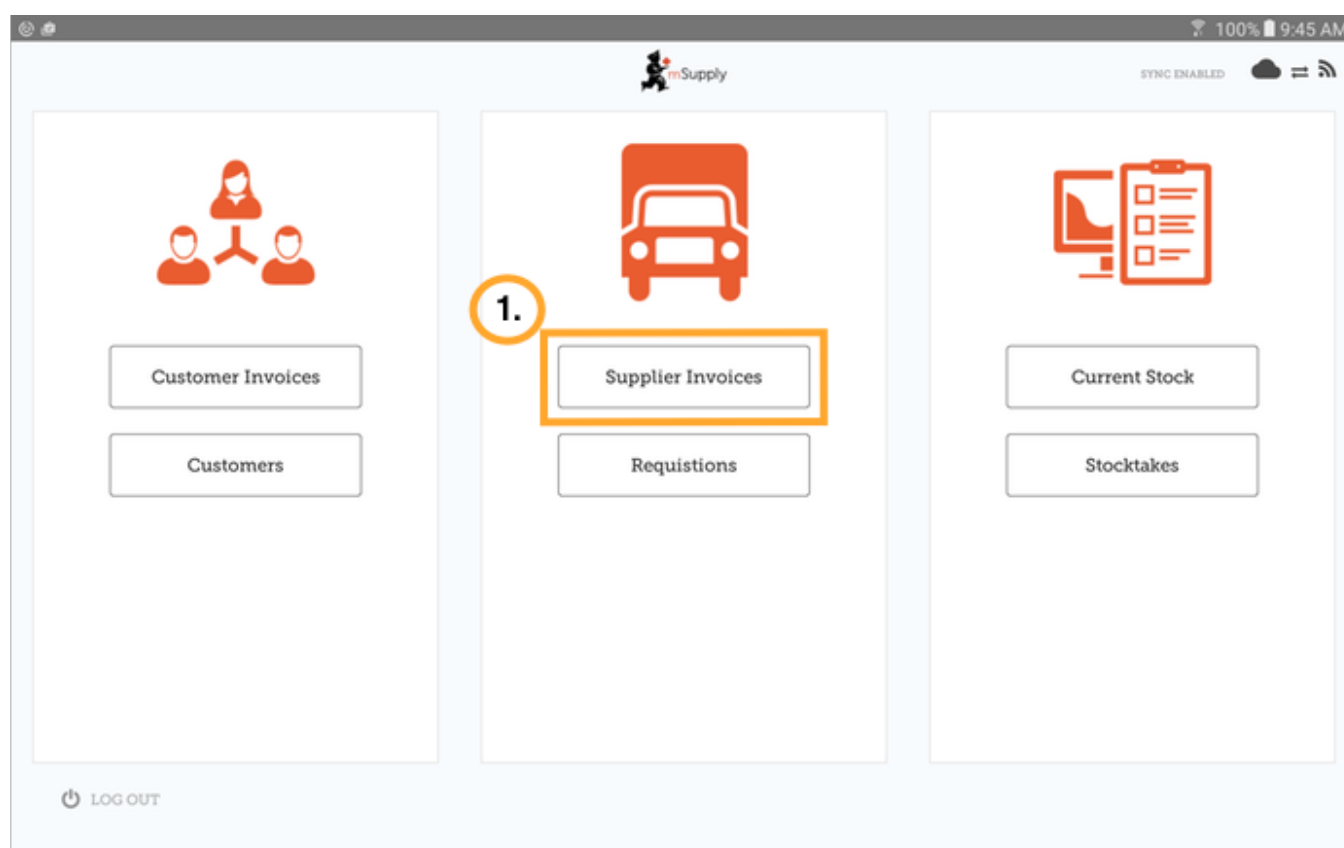 100% 9:45 AM
mSupply
SYNC ENABLED
1.
Customer Invoices
Supplier Invoices
Current Stock
Customers
Requistions
Stocktakes
LOG OUT